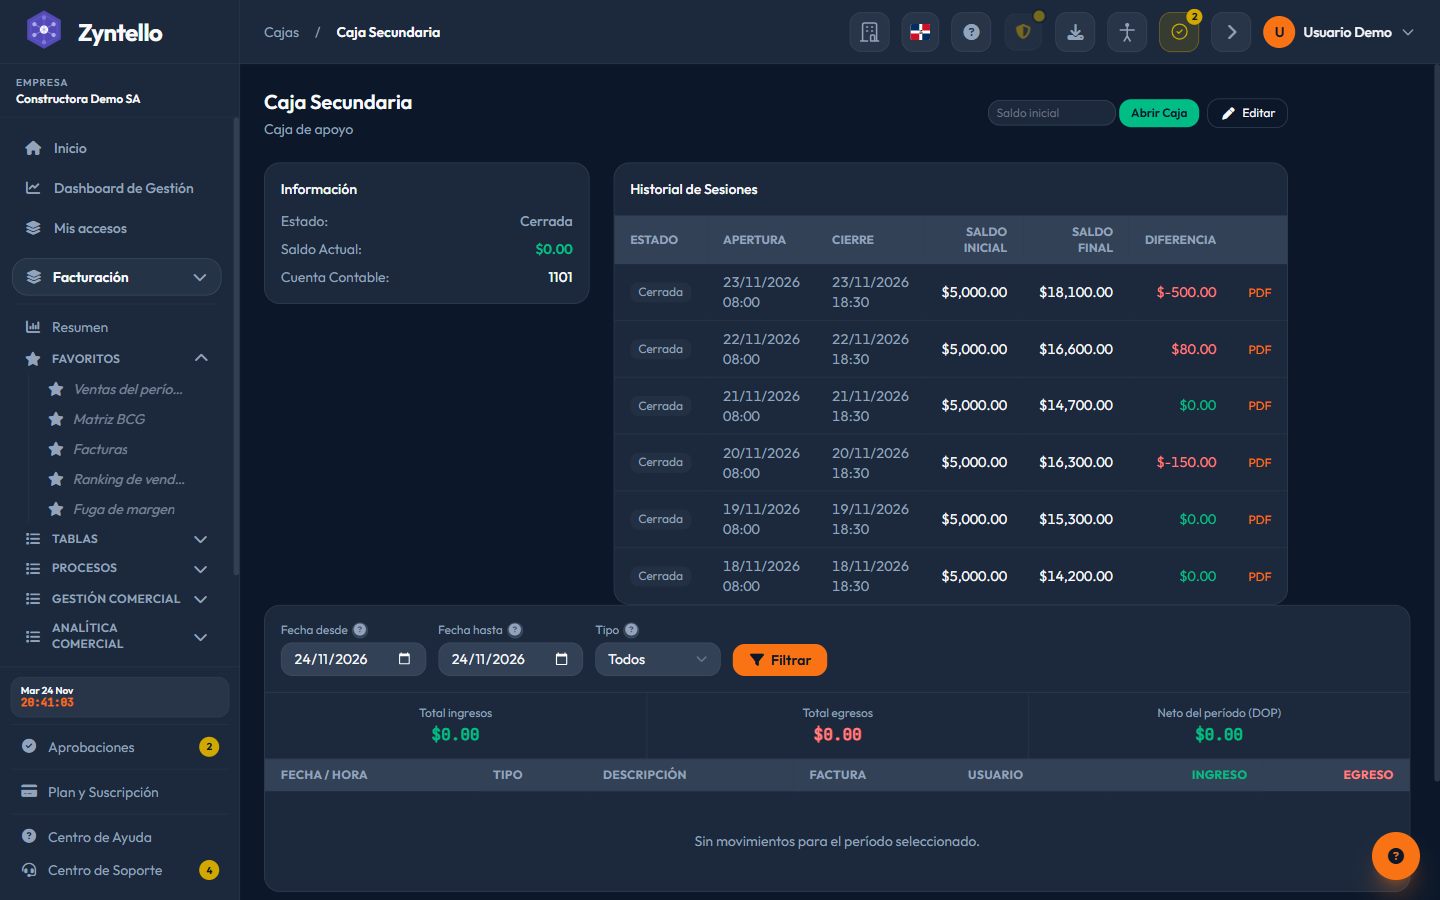 Zyntello
Cajas / Caja Secundaria
2
U Usuario Demo
EMPRESA
Constructora Demo SA
Inicio
Dashboard de Gestión
Mis accesos
Facturación
Resumen
FAVORITOS
Ventas del perío...
Matriz BCG
Facturas
Ranking de vend...
Fuga de margen
TABLAS
PROCESOS
GESTIÓN COMERCIAL
ANALÍTICA
COMERCIAL
Mar 24 Nov
20:41:03
Aprobaciones 2
Plan y Suscripción
Centro de Ayuda
Centro de Soporte 4
Caja Secundaria
Caja de apoyo
Saldo inicial Abrir Caja Editar
Información
Estado: Cerrada
Saldo Actual: $0.00
Cuenta Contable: 1101
Historial de Sesiones
ESTADO APERTURA CIERRE SALDO INICIAL SALDO FINAL DIFERENCIA
Cerrada 23/11/2026 08:00 23/11/2026 18:30 $5,000.00 $18,100.00 $-500.00 PDF
Cerrada 22/11/2026 08:00 22/11/2026 18:30 $5,000.00 $16,600.00 $80.00 PDF
Cerrada 21/11/2026 08:00 21/11/2026 18:30 $5,000.00 $14,700.00 $0.00 PDF
Cerrada 20/11/2026 08:00 20/11/2026 18:30 $5,000.00 $16,300.00 $-150.00 PDF
Cerrada 19/11/2026 08:00 19/11/2026 18:30 $5,000.00 $15,300.00 $0.00 PDF
Cerrada 18/11/2026 08:00 18/11/2026 18:30 $5,000.00 $14,200.00 $0.00 PDF
Fecha desde ? Fecha hasta ? Tipo ?
24/11/2026 24/11/2026 Todos Filtrar
Total ingresos Total egresos Neto del período (DOP)
$0.00 $0.00 $0.00
FECHA / HORA TIPO DESCRIPCIÓN FACTURA USUARIO INGRESO EGRESO
Sin movimientos para el período seleccionado.